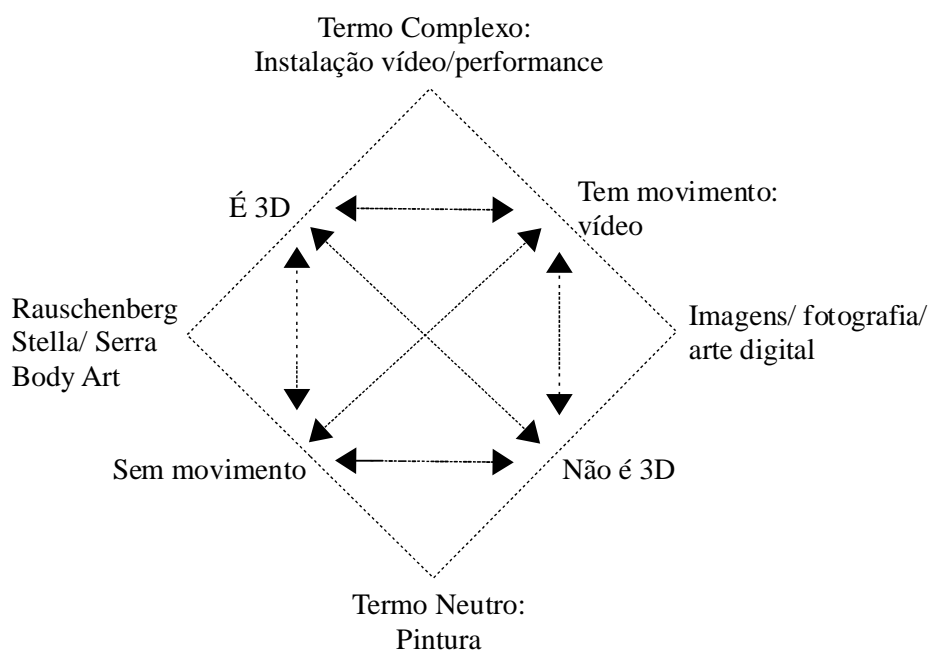 Termo Complexo:
Instalação vídeo/performance
É 3D
Tem movimento:
vídeo
Rauschenberg
Stella/ Serra
Body Art
Imagens/ fotografia/
arte digital
Sem movimento
Não é 3D
Termo Neutro:
Pintura